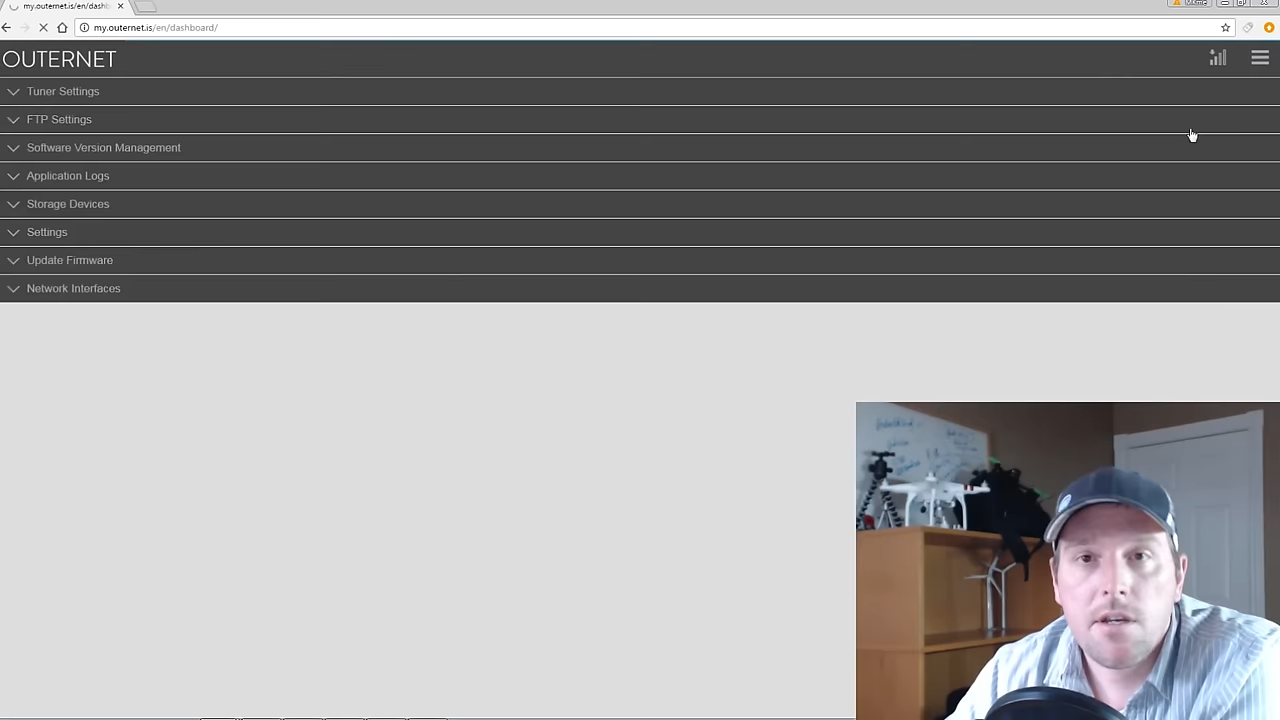 my.outernet.is/en/dashb
my.outernet.is/en/dashboard/
OUTERNET
Tuner Settings
FTP Settings
Software Version Management
Application Logs
Storage Devices
Settings
Update Firmware
Network Interfaces